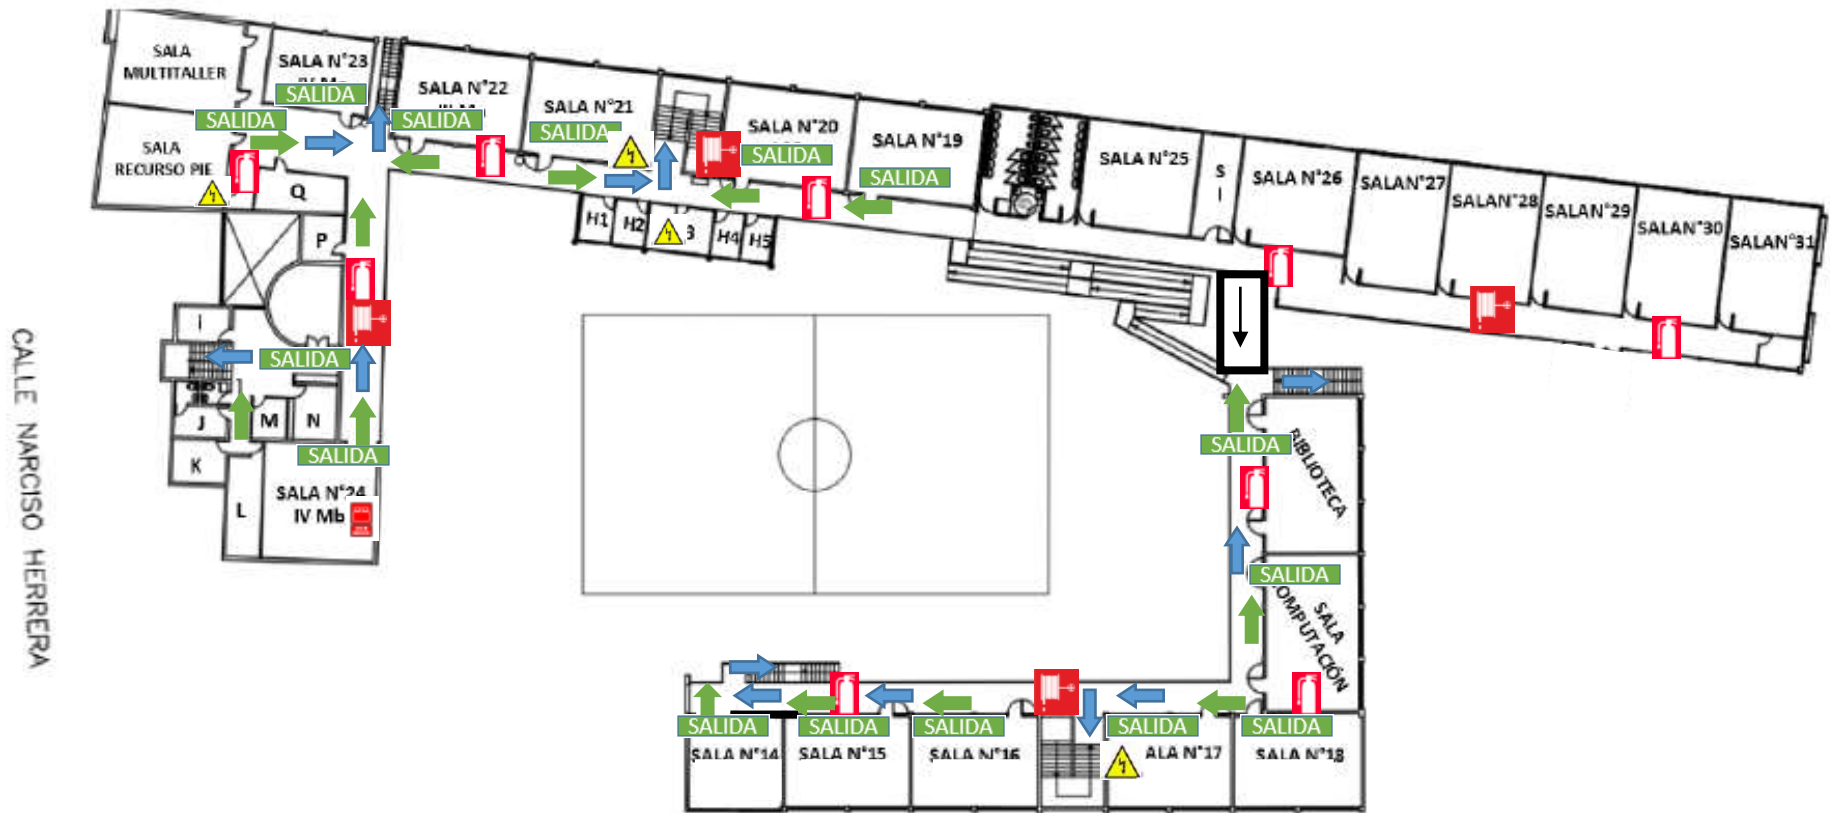 SALA
MULTITALLER
SALA N°23
SALIDA
SALIDA
SALA
RECURSO PIE
Q
P
SALA N°22
SALIDA
SALA N°21
SALIDA
SALA N°20
SALIDA
SALA N°19
SALIDA
H1
H2
3
H4
H5
SALA N°25
S
I
SALA N°26
SALAN°27
SALAN°28
SALAN°29
SALAN°30
SALAN°31
i
SALIDA
J
M
N
K
SALIDA
L
SALA N°24
IV Mb
CALLE NARCISO HERRERA
SALIDA
BIBLIOTECA
SALIDA
SALA
COMPUTACIÓN
SALIDA
SALIDA
SALIDA
SALIDA
SALIDA
SALA N°14
SALA N°15
SALA N°16
ALA N°17
SALA N°18